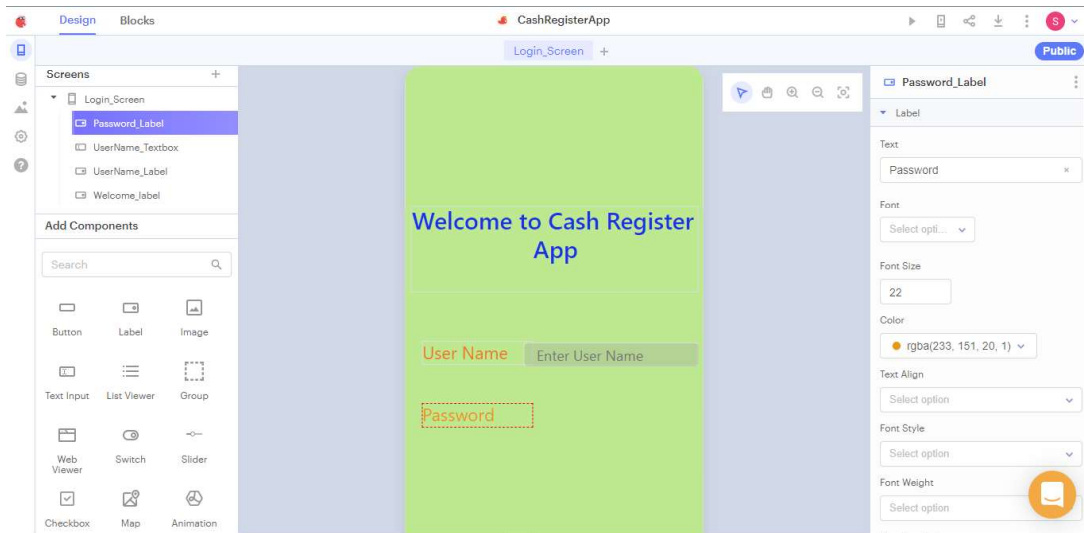 Design Blocks CashRegisterApp S
Login_Screen + Public
Screens +
Login_Screen
Password_Label
UserName_Textbox
UserName_Label
Welcome_label
Add Components
Search
Button Label Image
Text Input List Viewer Group
Web Viewer Switch Slider
Checkbox Map Animation
Welcome to Cash Register
App
User Name Enter User Name
Password
Password_Label
Label
Text
Password ×
Font
Select opti...
Font Size
22
Color
rgba(233, 151, 20, 1)
Text Align
Select option
Font Style
Select option
Font Weight
Select option